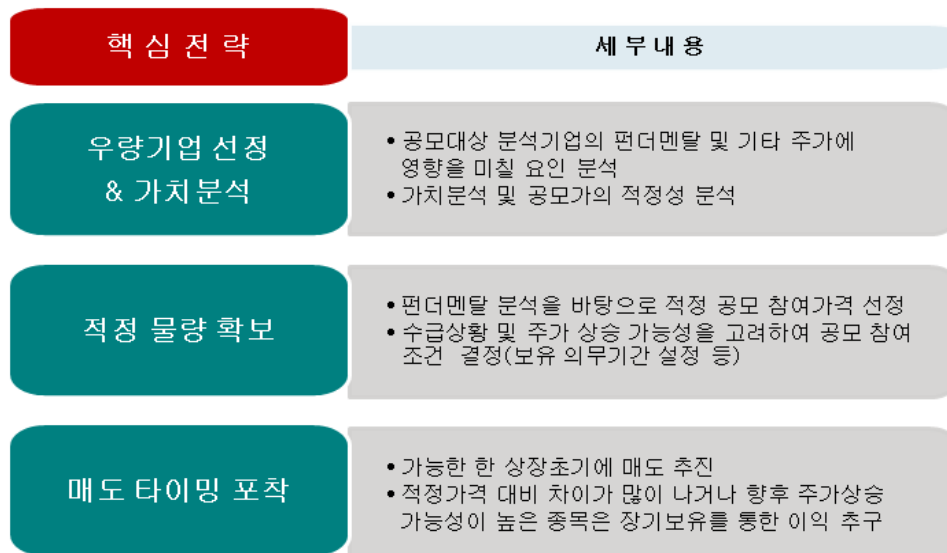 핵심전략
세부내용
우량기업 선정
& 가치분석
• 공모대상 분석기업의 펀더멘탈 및 기타 주가에
영향을 미칠 요인 분석
• 가치분석 및 공모가의 적정성 분석
적정 물량 확보
• 펀더멘탈 분석을 바탕으로 적정 공모 참여가격 선정
• 수급상황 및 주가 상승 가능성을 고려하여 공모 참여
조건 결정(보유 의무기간 설정 등)
매도타이밍 포착
• 가능한 한 상장초기에 매도 추진
• 적정가격 대비 차이가 많이 나거나 향후 주가상승
가능성이 높은 종목은 장기보유를 통한 이익 추구